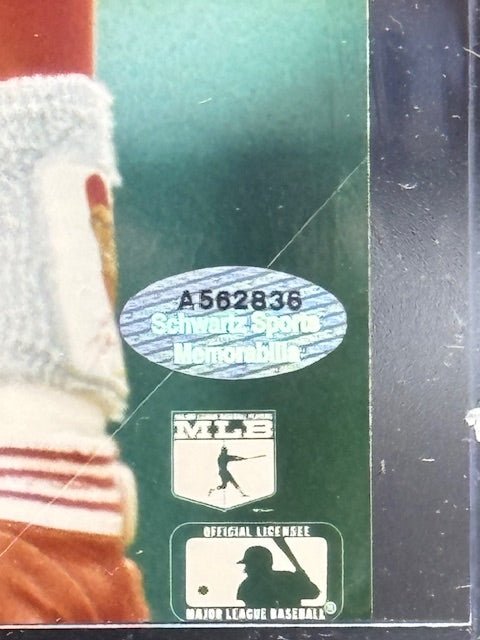 A562836
Schwartz Sports
Memorabilia
MLB
OFFICIAL LICENSEE
MAJOR LEAGUE BASEBALL